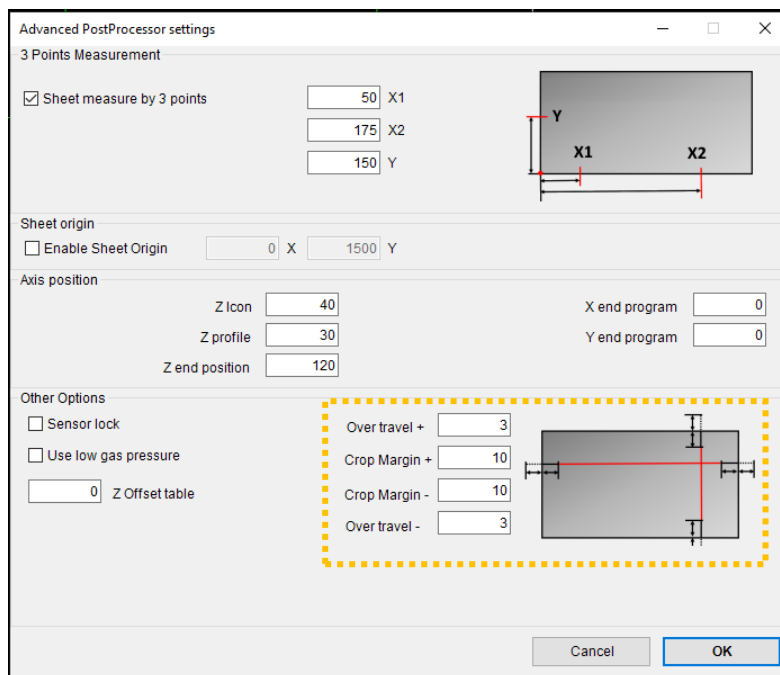 Advanced PostProcessor settings
3 Points Measurement
Sheet measure by 3 points
50 X1
175 X2
150 Y
Y
X1 X2
Sheet origin
Enable Sheet Origin 0 X 1500 Y
Axis position
Z Icon 40 X end program 0
Z profile 30 Y end program 0
Z end position 120
Other Options
Sensor lock
Use low gas pressure
0 Z Offset table
Over travel + 3
Crop Margin + 10
Crop Margin - 10
Over travel - 3
Cancel OK